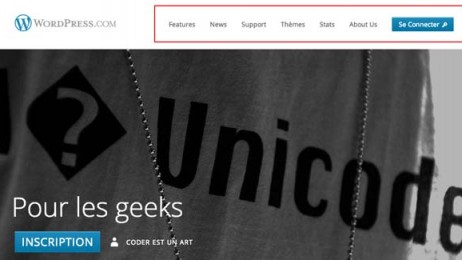 WORDPRESS.COM
Features News Support Thèmes Stats About Us Se Connecter
? Unicode
Pour les geeks
INSCRIPTION CODER EST UN ART